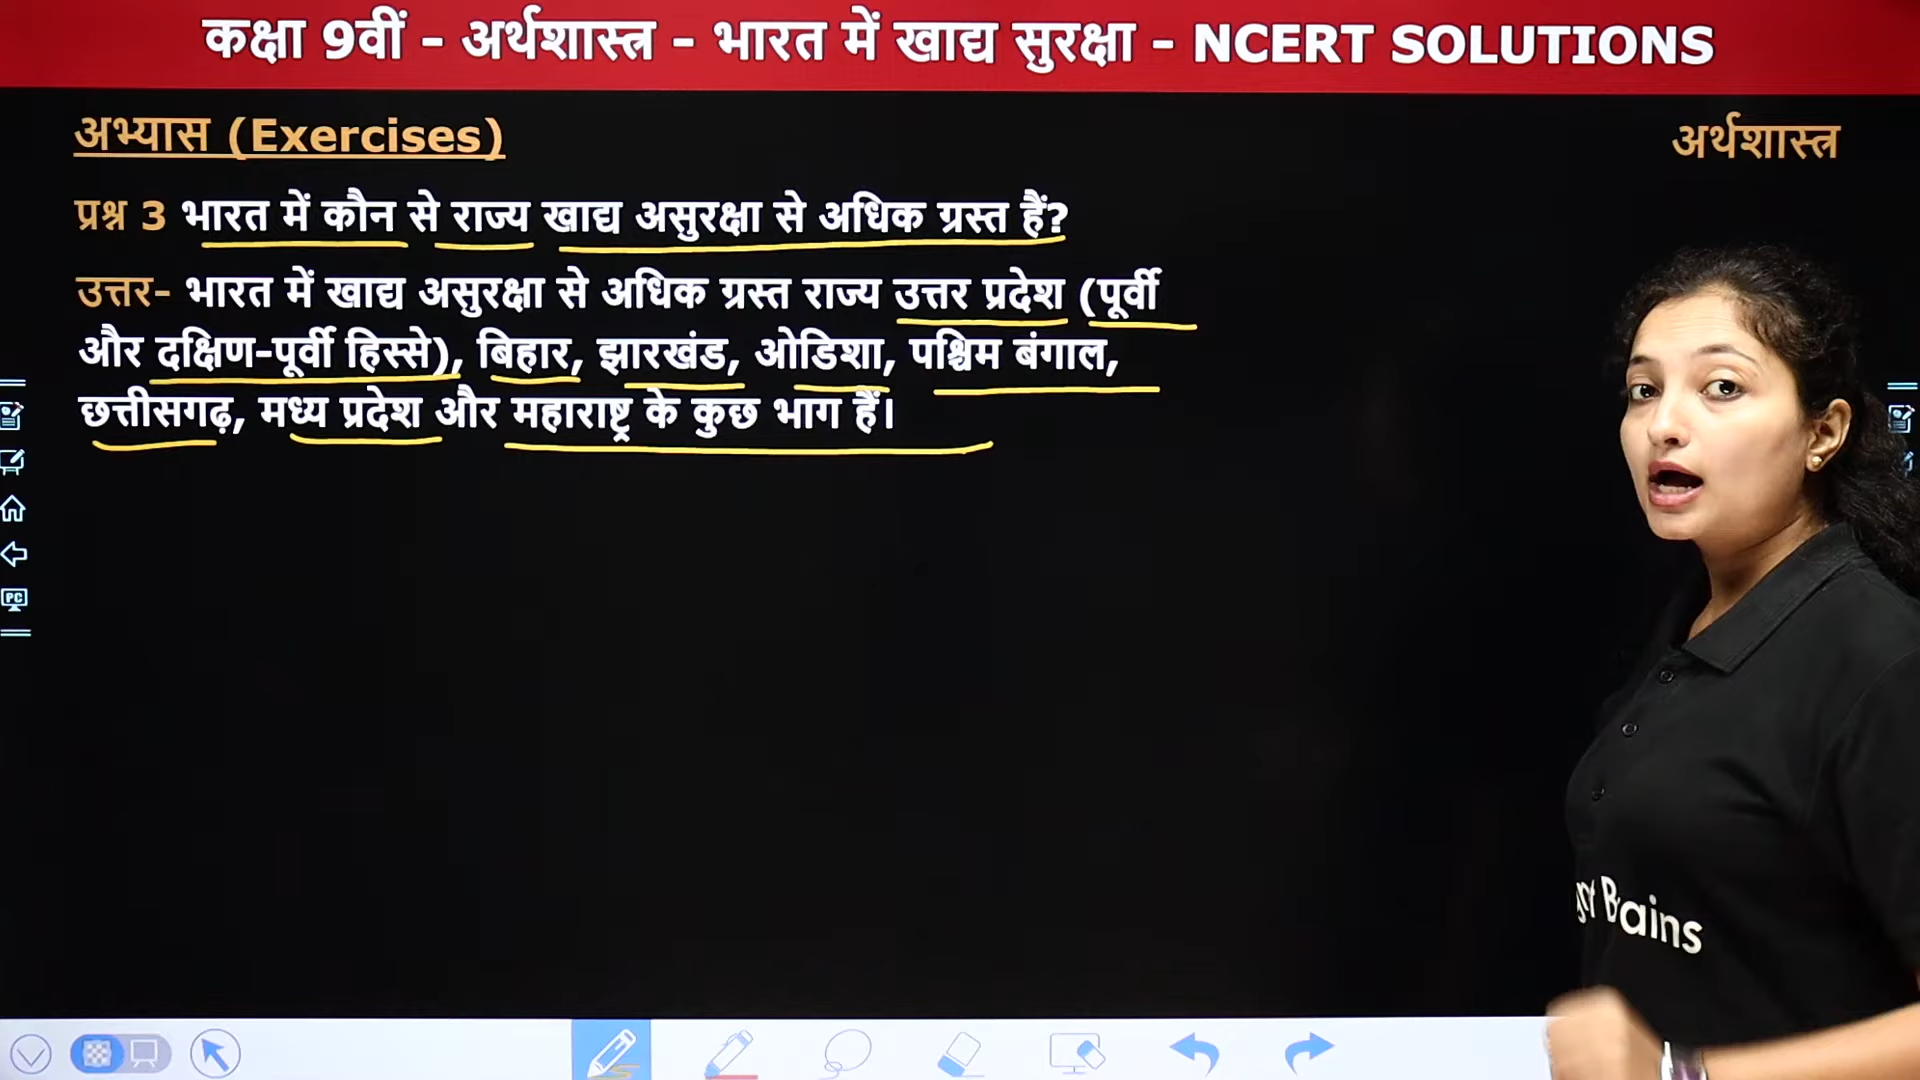 कक्षा 9वीं - अर्थशास्त्र - भारत में खाद्य सुरक्षा - NCERT SOLUTIONS
अभ्यास (Exercises)
अर्थशास्त्र
प्रश्न 3 भारत में कौन से राज्य खाद्य असुरक्षा से अधिक ग्रस्त हैं?
उत्तर- भारत में खाद्य असुरक्षा से अधिक ग्रस्त राज्य उत्तर प्रदेश (पूर्वी
और दक्षिण-पूर्वी हिस्से), बिहार, झारखंड, ओडिशा, पश्चिम बंगाल,
छत्तीसगढ़, मध्य प्रदेश और महाराष्ट्र के कुछ भाग हैं।
PC